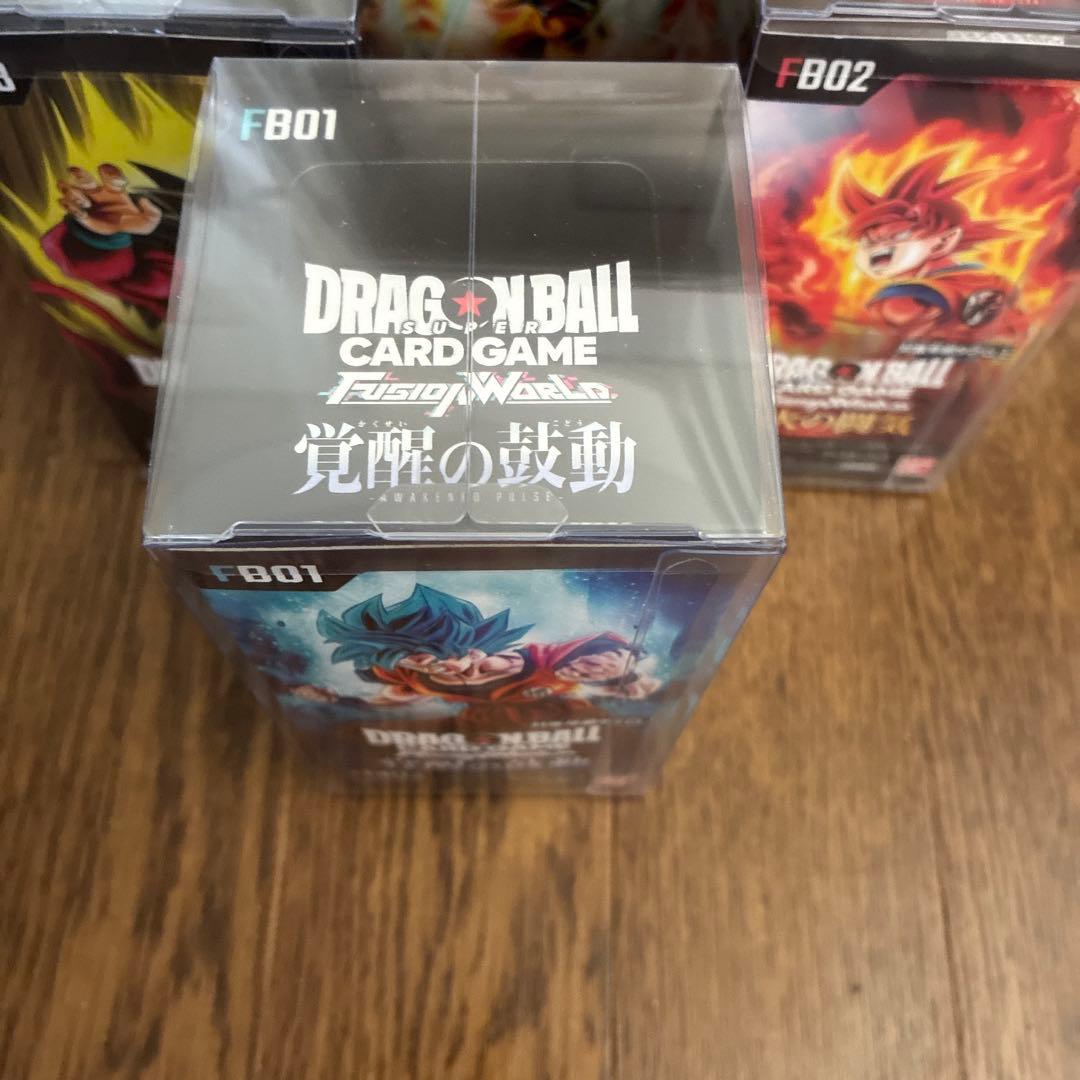 FB01
DRAGON BALL
SUPER
CARD GAME
FUSION WORLD
かくせい こどう
覚醒の鼓動
-AWAKENED PULSE-
FB01
DRAGON BALL
FB02
DRAGON BALL
3